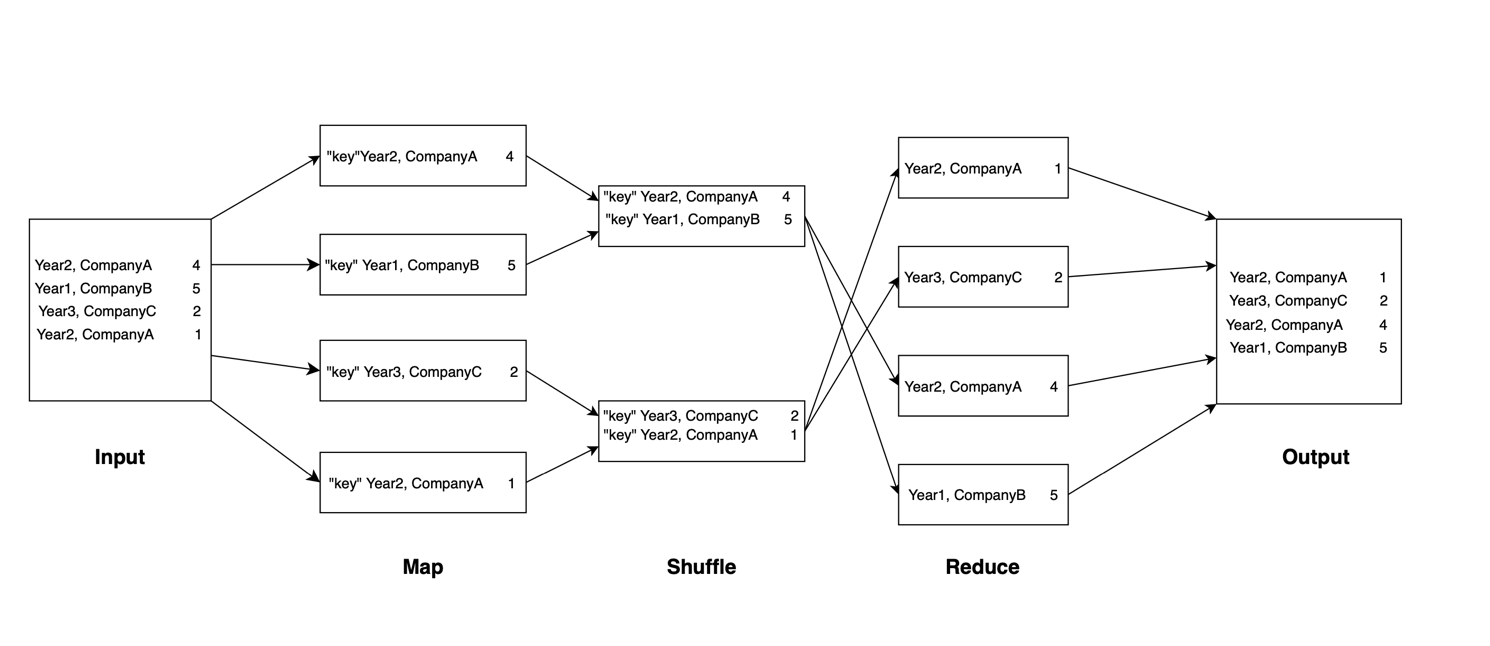 Year2, CompanyA 4
Year1, CompanyB 5
Year3, CompanyC 2
Year2, CompanyA 1
Input
"key"Year2, CompanyA 4
"key" Year1, CompanyB 5
"key" Year3, CompanyC 2
"key" Year2, CompanyA 1
Map
"key" Year2, CompanyA 4
"key" Year1, CompanyB 5
"key" Year3, CompanyC 2
"key" Year2, CompanyA 1
Shuffle
Year2, CompanyA 1
Year3, CompanyC 2
Year2, CompanyA 4
Year1, CompanyB 5
Reduce
Year2, CompanyA 1
Year3, CompanyC 2
Year2, CompanyA 4
Year1, CompanyB 5
Output